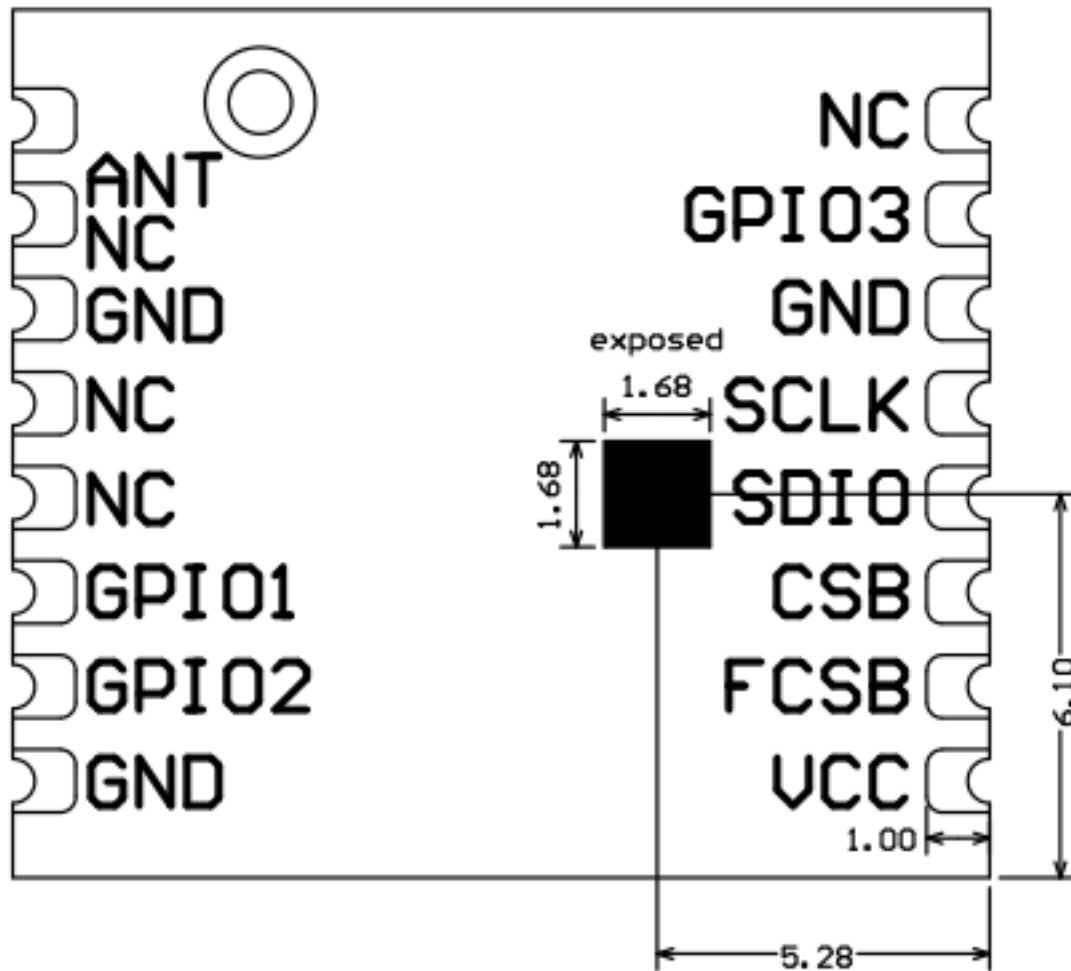 NC
ANT
GPIO3
NC
GND
GND
exposed
1.68
NC
SCLK
1.68
NC
SDIO
GPIO1
CSB
GPIO2
FCSB
6.10
GND
VCC
1.00
5.28